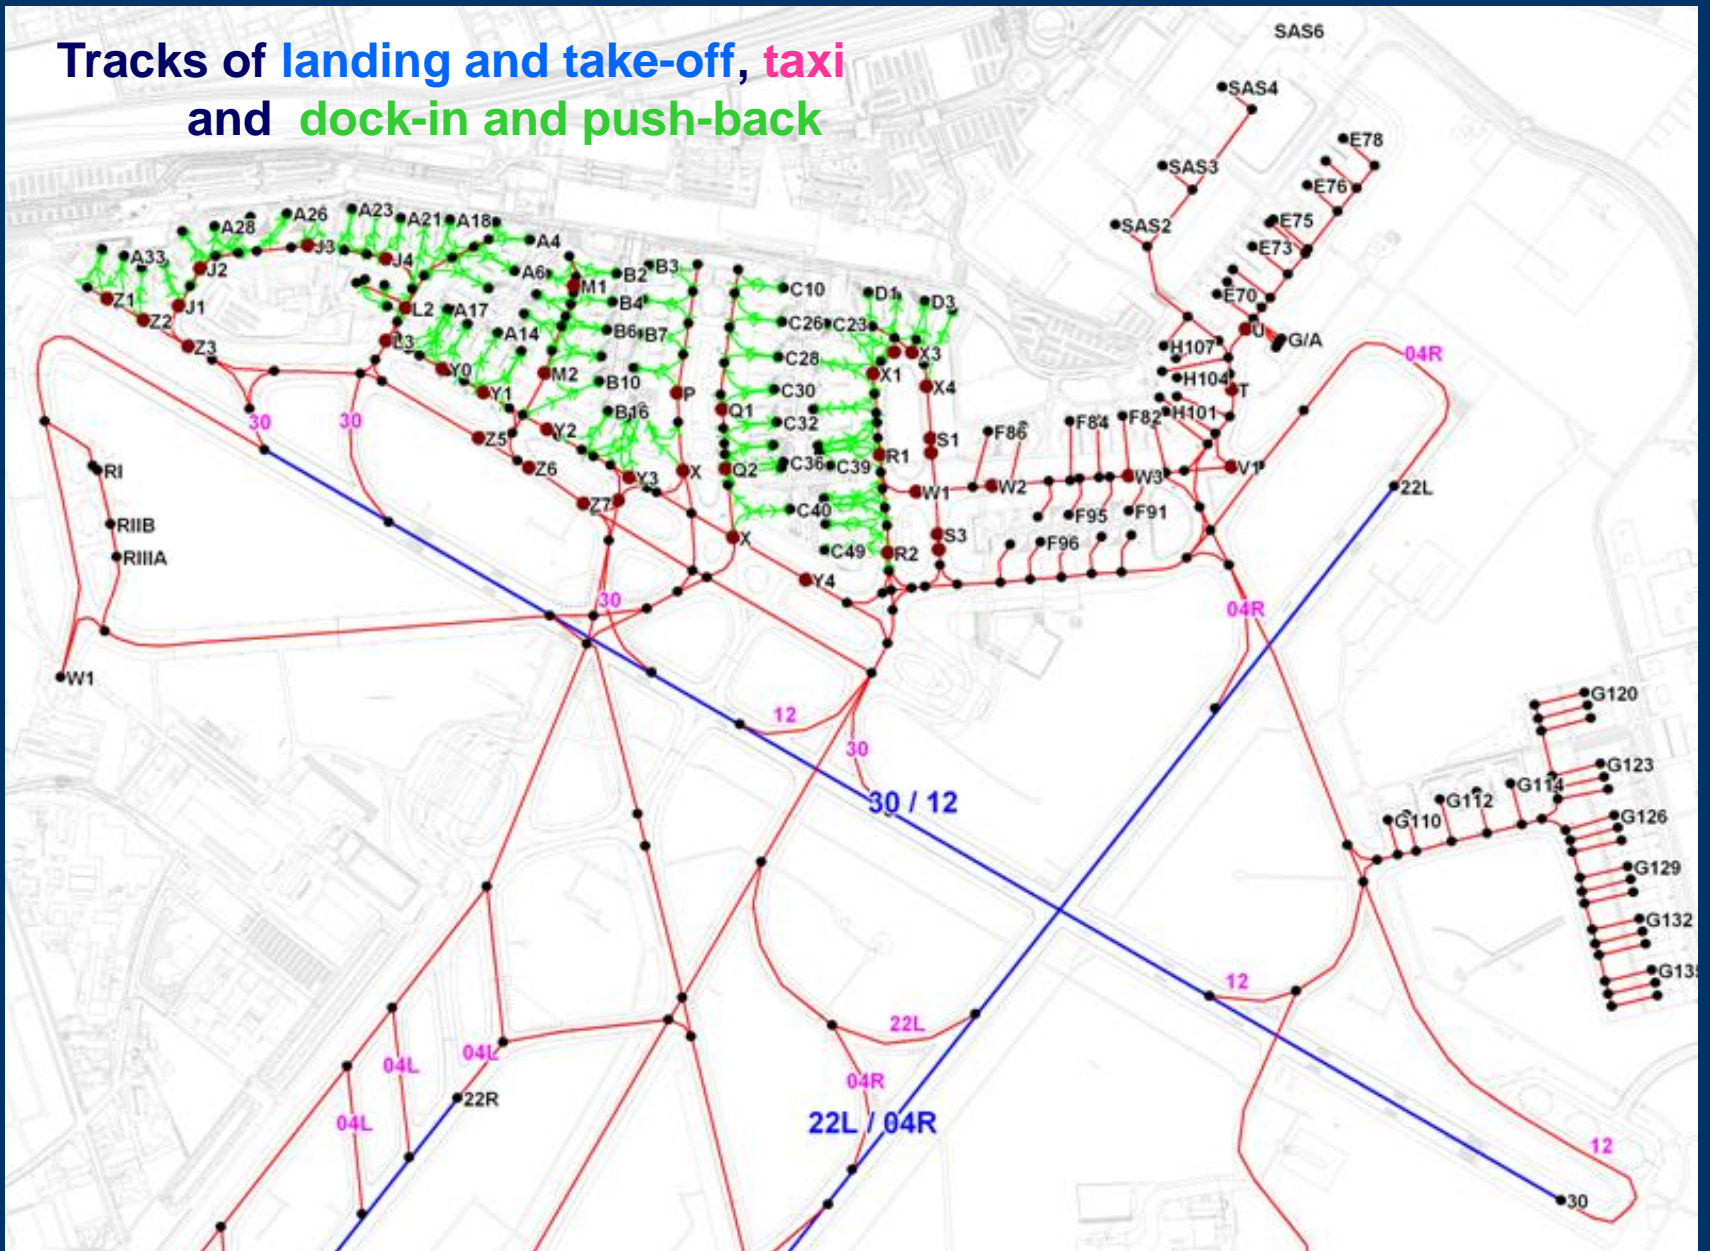 Tracks of landing and take-off, taxi
and dock-in and push-back
SAS6
SAS4
E78
SAS3
E76
SAS2
E75
E73
E70
G/A
A33
A28
A26
A23
A21
A18
A4
A6
B2
B3
C10
D1
D3
J1
J2
J3
J4
Z1
Z2
Z3
L2
L3
A17
A14
M1
B4
B6
B7
C26
C23
C28
X3
X1
X4
U
H107
H104
H101
T
04R
Y0
Y1
M2
B10
B16
P
Q1
C30
C32
S1
F86
F84
F82
30
30
Z5
Y2
Z6
Y3
X
Q2
C36
C39
R1
W1
W2
W3
V1
22L
RI
RIIB
RIIIA
Z7
X
C40
C49
R2
S3
F95
F91
F96
Y4
30
04R
W1
12
30
30 / 12
G120
G123
G114
G112
G110
G126
G129
G132
G135
12
22L
04L
04L
04L
22R
04R
22L / 04R
12
30